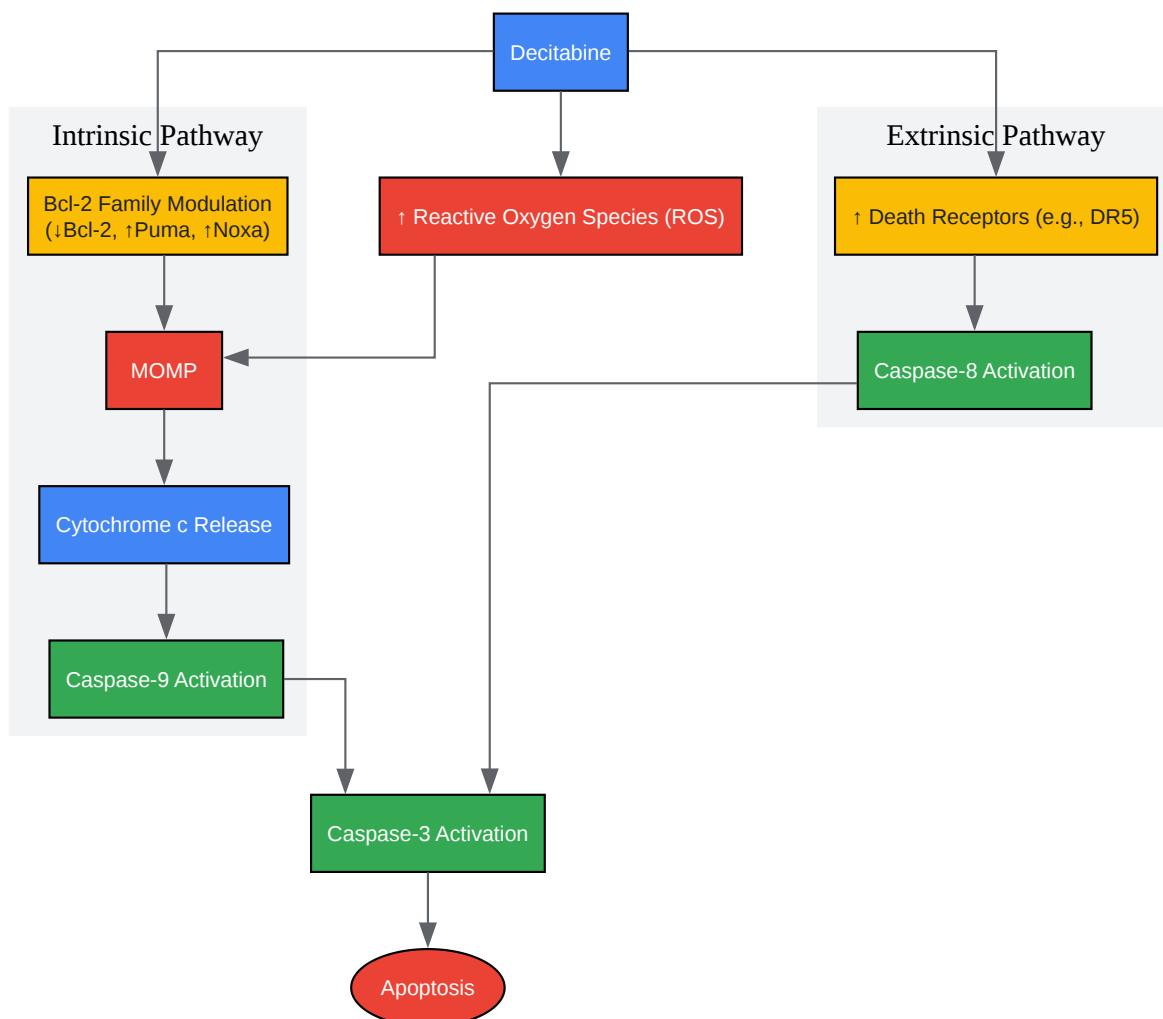 Decitabine
Intrinsic Pathway
Extrinsic Pathway
Bcl-2 Family Modulation
(↓Bcl-2, ↑Puma, ↑Noxa)
↑ Reactive Oxygen Species (ROS)
↑ Death Receptors (e.g., DR5)
MOMP
Caspase-8 Activation
Cytochrome c Release
Caspase-9 Activation
Caspase-3 Activation
Apoptosis